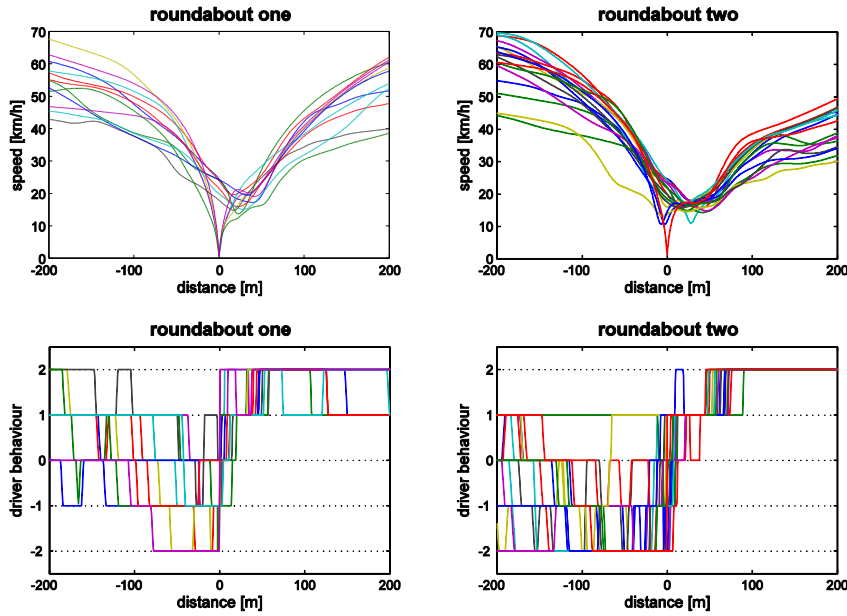 roundabout one
speed [km/h]
70
60
50
40
30
20
10
0
-200 -100 0 100 200
distance [m]
roundabout two
speed [km/h]
70
60
50
40
30
20
10
0
-200 -100 0 100 200
distance [m]
roundabout one
driver behaviour
2
1
0
-1
-2
-200 -100 0 100 200
distance [m]
roundabout two
driver behaviour
2
1
0
-1
-2
-200 -100 0 100 200
distance [m]